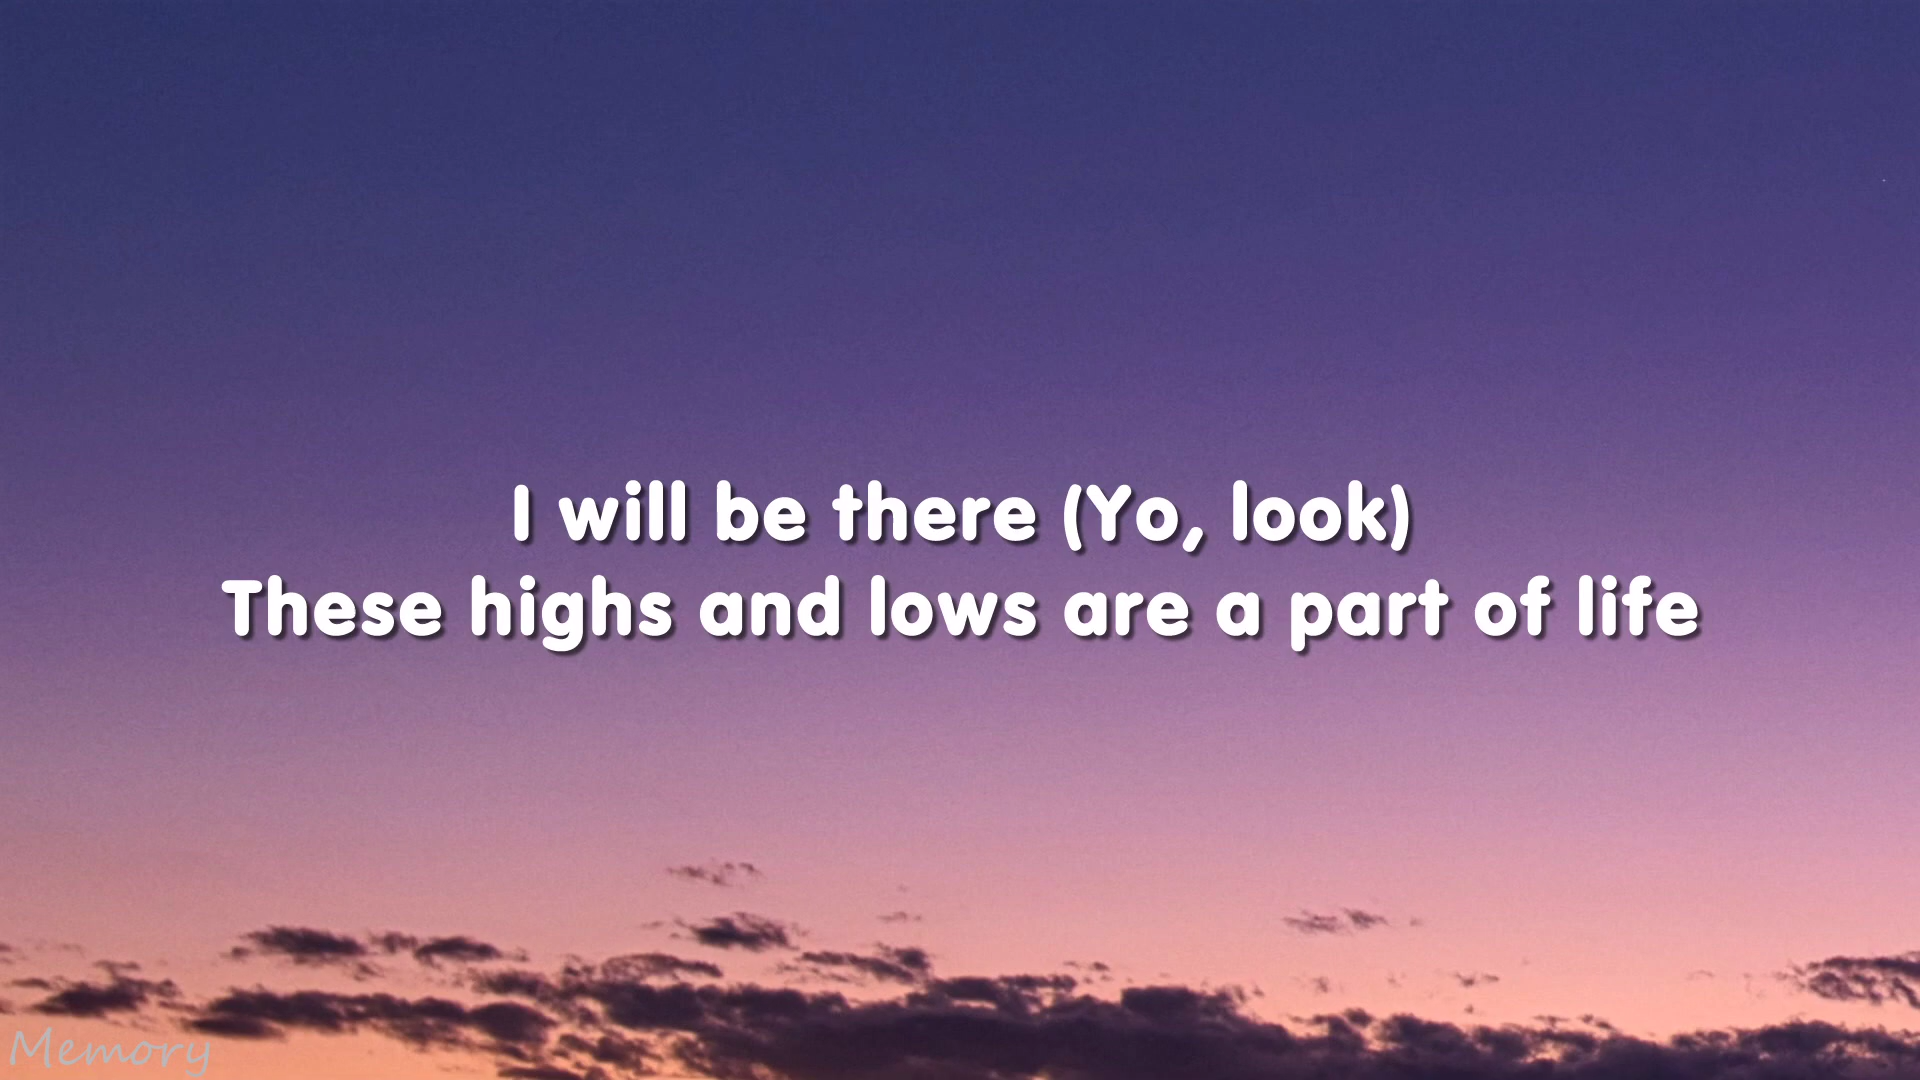 I will be there (Yo, look)
These highs and lows are a part of life
Memory